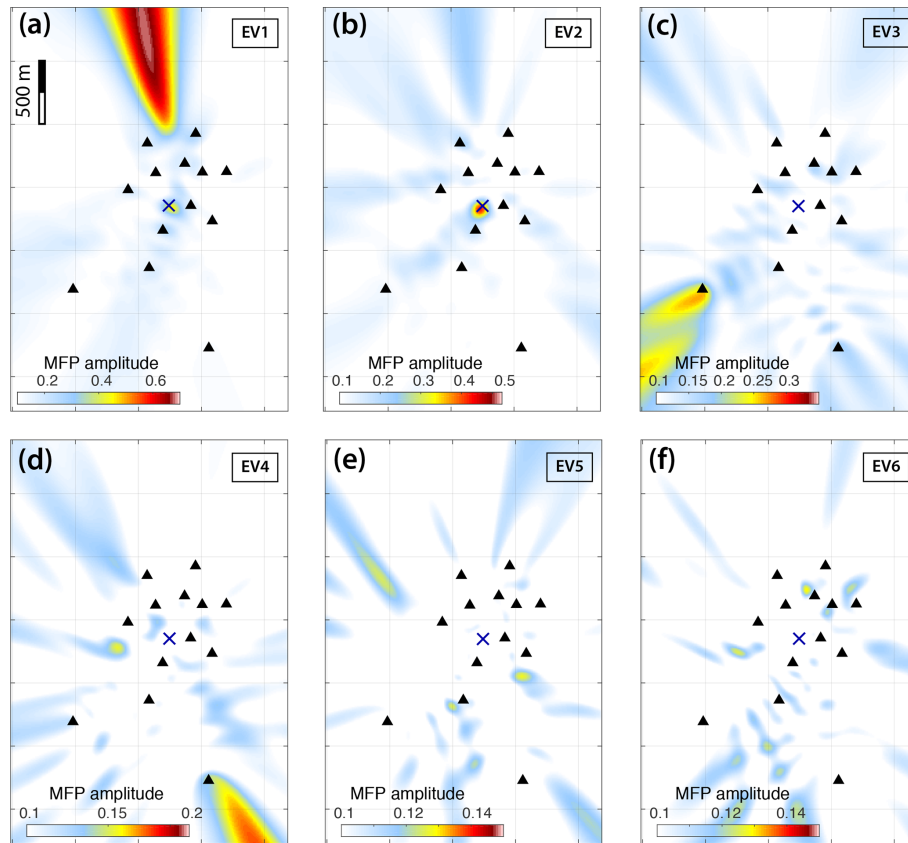 (a)
EV1
500 m
MFP amplitude
0.2 0.4 0.6
(b)
EV2
MFP amplitude
0.1 0.2 0.3 0.4 0.5
(c)
EV3
MFP amplitude
0.1 0.15 0.2 0.25 0.3
(d)
EV4
MFP amplitude
0.1 0.15 0.2
(e)
EV5
MFP amplitude
0.1 0.12 0.14
(f)
EV6
MFP amplitude
0.1 0.12 0.14